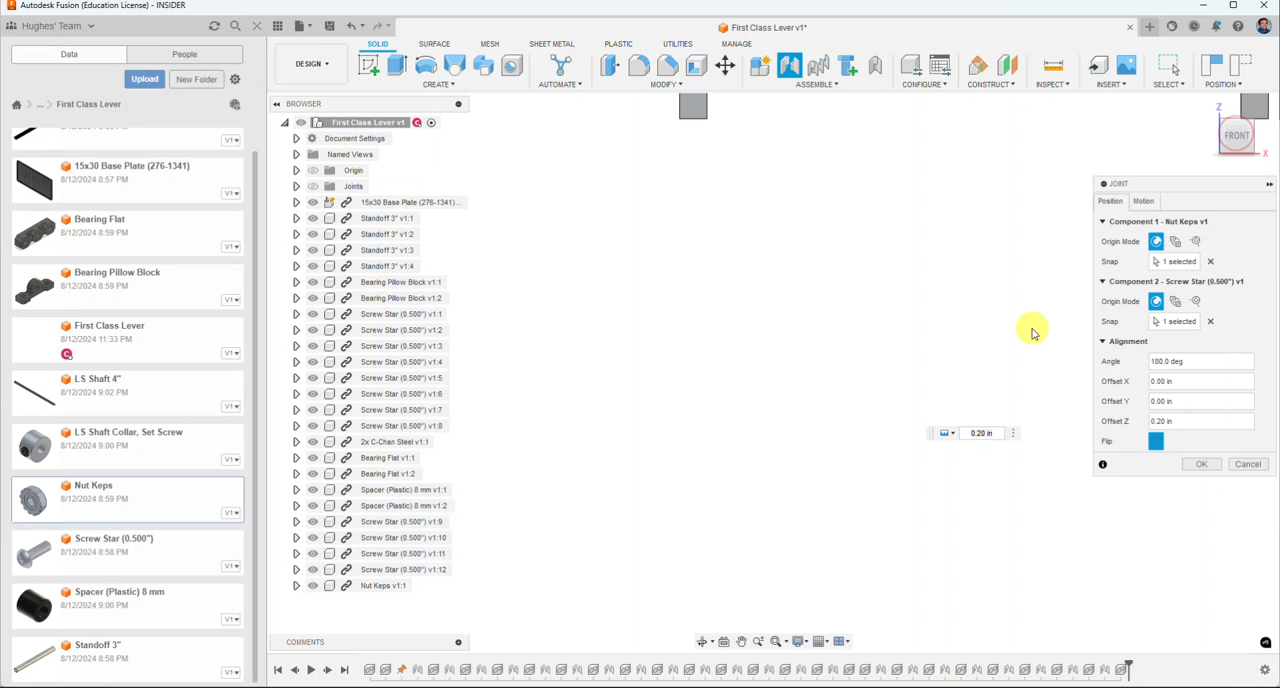 Autodesk Fusion (Education License) - INSIDER
Hughes' Team
First Class Lever v1*
Data
People
Upload
New Folder
... First Class Lever
V1
15x30 Base Plate (276-1341)
8/12/2024 8:57 PM
V1
Bearing Flat
8/12/2024 8:59 PM
V1
Bearing Pillow Block
8/12/2024 8:59 PM
V1
First Class Lever
8/12/2024 11:33 PM
V1
LS Shaft 4"
8/12/2024 9:02 PM
V1
LS Shaft Collar, Set Screw
8/12/2024 9:00 PM
V1
Nut Keps
8/12/2024 8:59 PM
V1
Screw Star (0.500")
8/12/2024 8:58 PM
V1
Spacer (Plastic) 8 mm
8/12/2024 9:00 PM
V1
Standoff 3"
8/12/2024 8:58 PM
V1
DESIGN
SOLID
SURFACE
MESH
SHEET METAL
PLASTIC
UTILITIES
MANAGE
CREATE
AUTOMATE
MODIFY
ASSEMBLE
CONFIGURE
CONSTRUCT
INSPECT
INSERT
SELECT
POSITION
BROWSER
First Class Lever v1
Document Settings
Named Views
Origin
Joints
15x30 Base Plate (276-1341)...
Standoff 3" v1:1
Standoff 3" v1:2
Standoff 3" v1:3
Standoff 3" v1:4
Bearing Pillow Block v1:1
Bearing Pillow Block v1:2
Screw Star (0.500") v1:1
Screw Star (0.500") v1:2
Screw Star (0.500") v1:3
Screw Star (0.500") v1:4
Screw Star (0.500") v1:5
Screw Star (0.500") v1:6
Screw Star (0.500") v1:7
Screw Star (0.500") v1:8
2x C-Chan Steel v1:1
Bearing Flat v1:1
Bearing Flat v1:2
Spacer (Plastic) 8 mm v1:1
Spacer (Plastic) 8 mm v1:2
Screw Star (0.500") v1:9
Screw Star (0.500") v1:10
Screw Star (0.500") v1:11
Screw Star (0.500") v1:12
Nut Keps v1:1
COMMENTS
0.20 in
Z
FRONT
X
JOINT
Position
Motion
Component 1 - Nut Keps v1
Origin Mode
Snap
1 selected
Component 2 - Screw Star (0.500") v1
Origin Mode
Snap
1 selected
Alignment
Angle
180.0 deg
Offset X
0.00 in
Offset Y
0.00 in
Offset Z
0.20 in
Flip
OK
Cancel